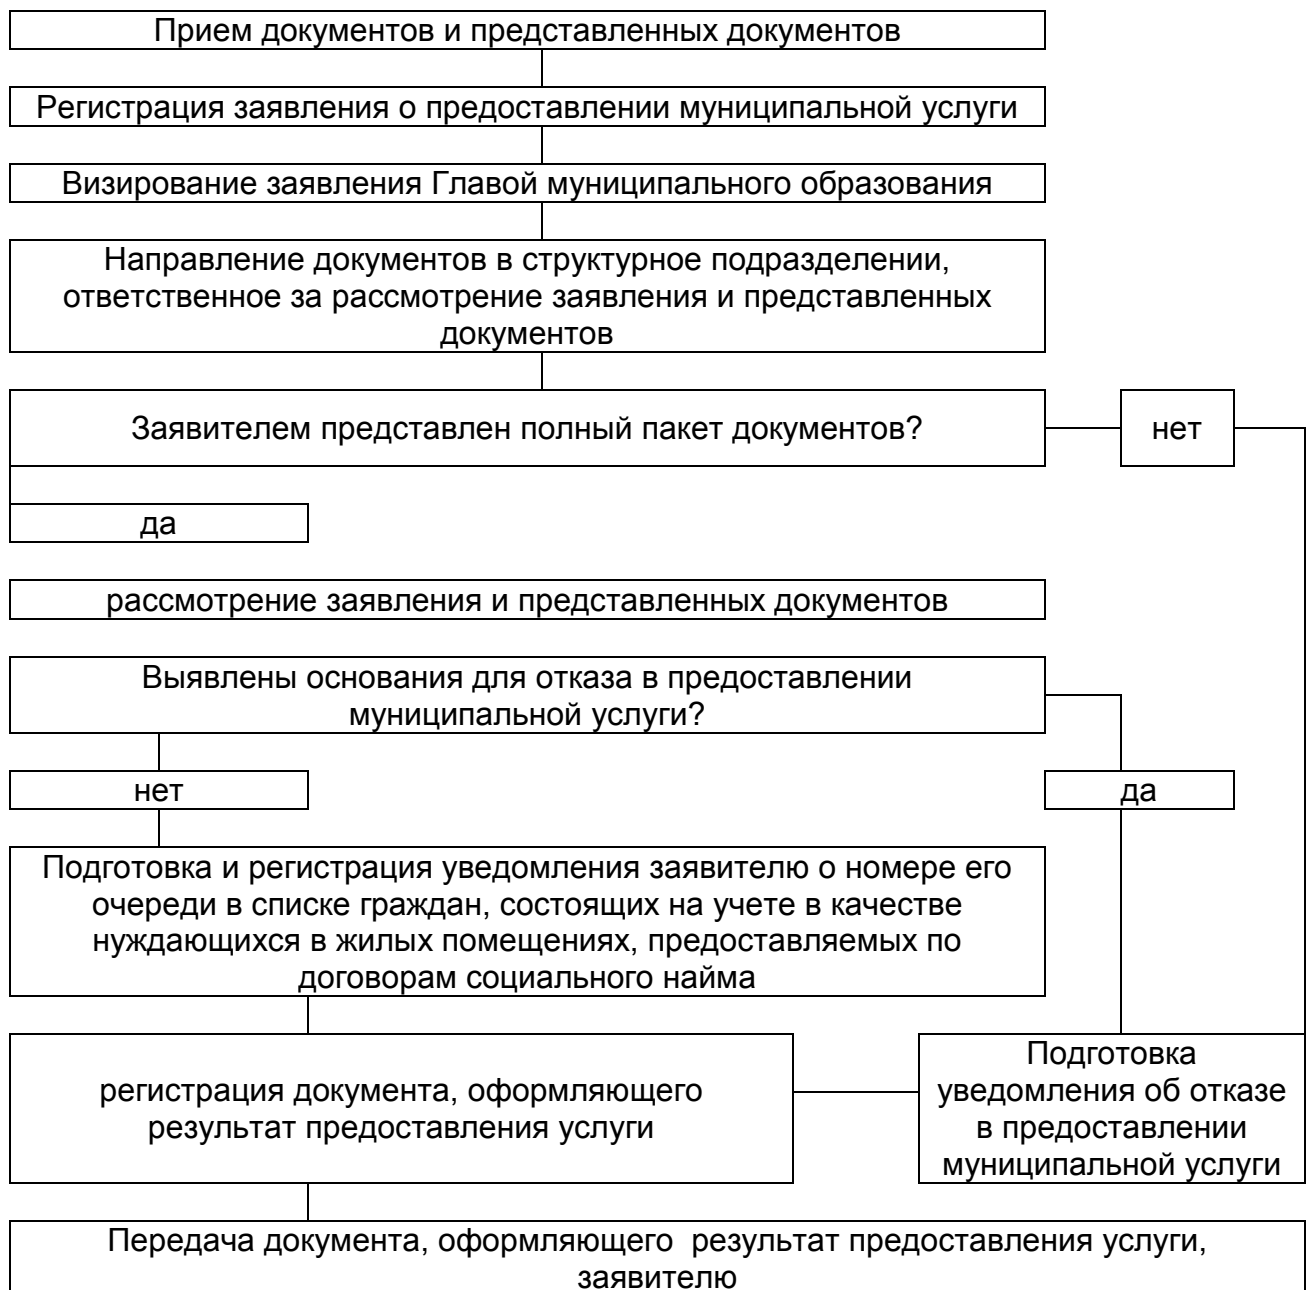 Прием документов и представленных документов
Регистрация заявления о предоставлении муниципальной услуги
Визирование заявления Главой муниципального образования
Направление документов в структурное подразделении,
ответственное за рассмотрение заявления и представленных
документов
Заявителем представлен полный пакет документов?
нет
да
рассмотрение заявления и представленных документов
Выявлены основания для отказа в предоставлении
муниципальной услуги?
нет
да
Подготовка и регистрация уведомления заявителю о номере его
очереди в списке граждан, состоящих на учете в качестве
нуждающихся в жилых помещениях, предоставляемых по
договорам социального найма
регистрация документа, оформляющего
результат предоставления услуги
Подготовка
уведомления об отказе
в предоставлении
муниципальной услуги
Передача документа, оформляющего  результат предоставления услуги,
заявителю